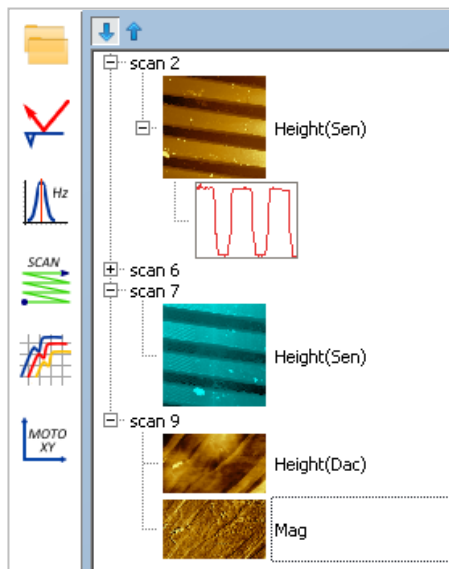 scan 2
Height(Sen)
Hz
SCAN
scan 6
scan 7
Height(Sen)
MOTO
XY
scan 9
Height(Dac)
Mag